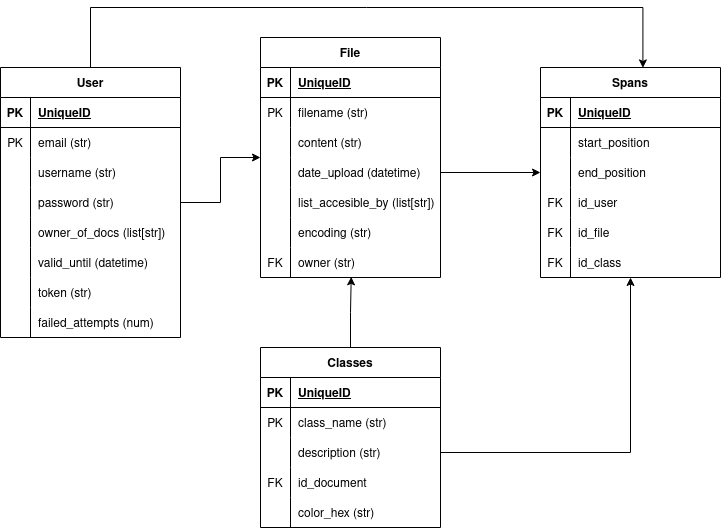 User
PK UniqueID
PK email (str)
username (str)
password (str)
owner_of_docs (list[str])
valid_until (datetime)
token (str)
failed_attempts (num)
File
PK UniqueID
PK filename (str)
content (str)
date_upload (datetime)
list_accesible_by (list[str])
encoding (str)
FK owner (str)
Spans
PK UniqueID
start_position
end_position
FK id_user
FK id_file
FK id_class
Classes
PK UniqueID
PK class_name (str)
description (str)
FK id_document
color_hex (str)